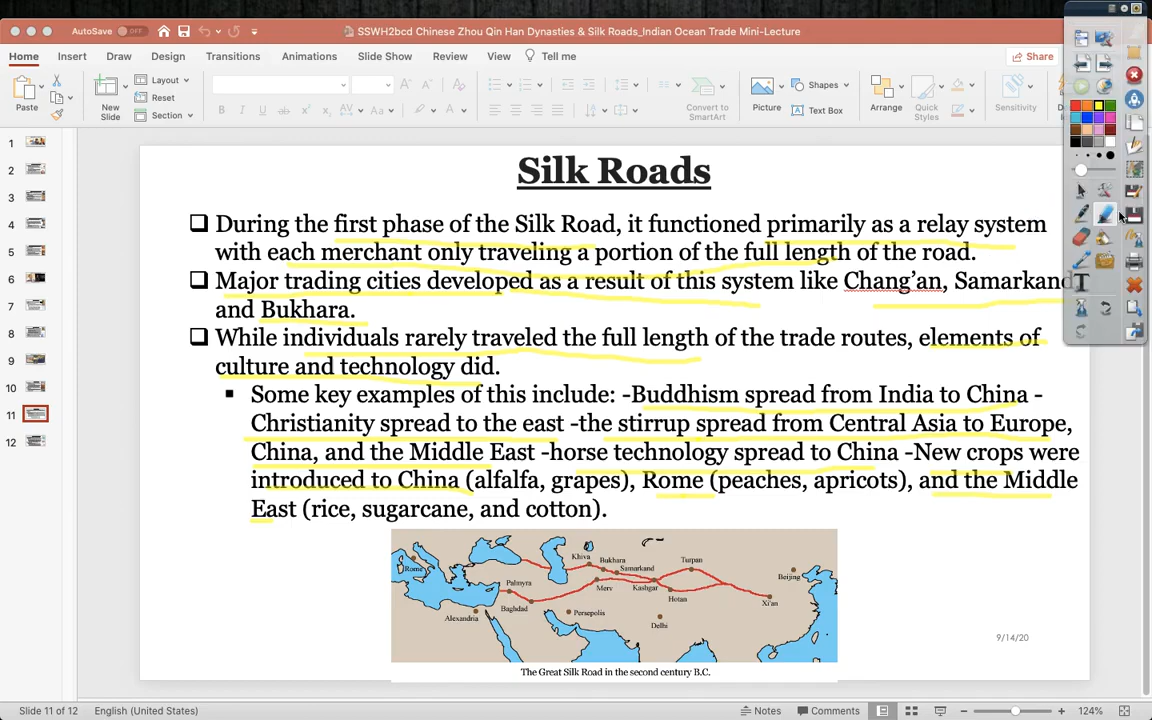 AutoSave OFF
SSWH2bcd Chinese Zhou Qin Han Dynasties & Silk Roads_Indian Ocean Trade Mini-Lecture
Home Insert Draw Design Transitions Animations Slide Show Review View Tell me Share
Paste
New Slide
Layout
Reset
Section
B I U ab x² x₂ AV Aa A
Convert to SmartArt
Picture
Shapes
Text Box
Arrange
Quick Styles
Sensitivity
1
2
3
4
5
6
7
8
9
10
11
12
Silk Roads
During the first phase of the Silk Road, it functioned primarily as a relay system
with each merchant only traveling a portion of the full length of the road.
Major trading cities developed as a result of this system like Chang’an, Samarkand
and Bukhara.
While individuals rarely traveled the full length of the trade routes, elements of
culture and technology did.
Some key examples of this include: -Buddhism spread from India to China -
Christianity spread to the east -the stirrup spread from Central Asia to Europe,
China, and the Middle East -horse technology spread to China -New crops were
introduced to China (alfalfa, grapes), Rome (peaches, apricots), and the Middle
East (rice, sugarcane, and cotton).
Rome
Khiva
Bukhara
Samarkand
Turpan
Beijing
Palmyra
Merv
Kashgar
Hotan
Xi'an
Baghdad
Alexandria
Persepolis
Delhi
The Great Silk Road in the second century B.C.
9/14/20
T
Slide 11 of 12 English (United States) Notes Comments 124%